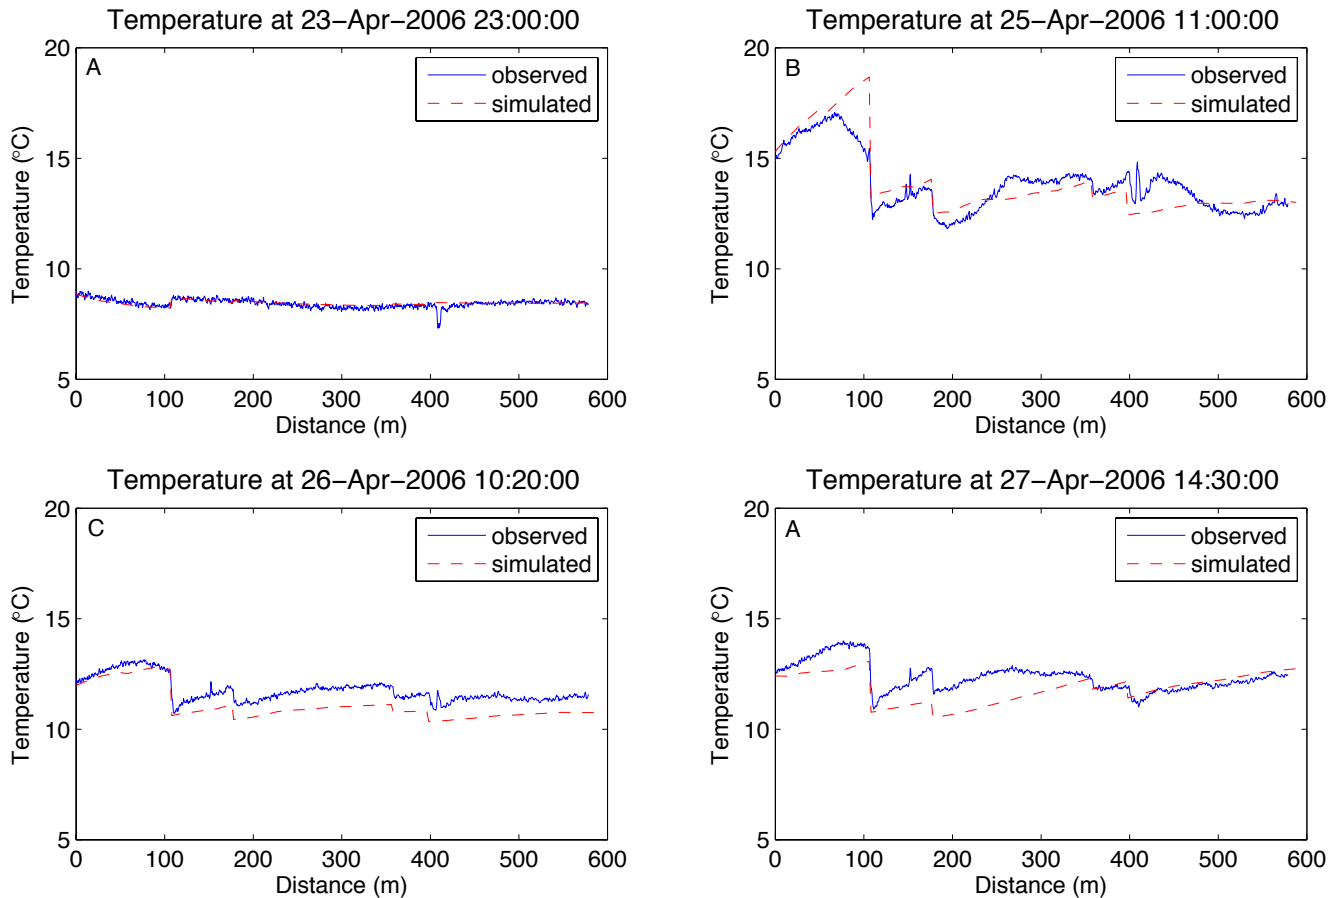 Temperature at 23−Apr−2006 23:00:00
A
observed
simulated
20
15
10
5
Temperature (°C)
0 100 200 300 400 500 600
Distance (m)
Temperature at 25−Apr−2006 11:00:00
B
observed
simulated
20
15
10
5
Temperature (°C)
0 100 200 300 400 500 600
Distance (m)
Temperature at 26−Apr−2006 10:20:00
C
observed
simulated
20
15
10
5
Temperature (°C)
0 100 200 300 400 500 600
Distance (m)
Temperature at 27−Apr−2006 14:30:00
A
observed
simulated
20
15
10
5
Temperature (°C)
0 100 200 300 400 500 600
Distance (m)